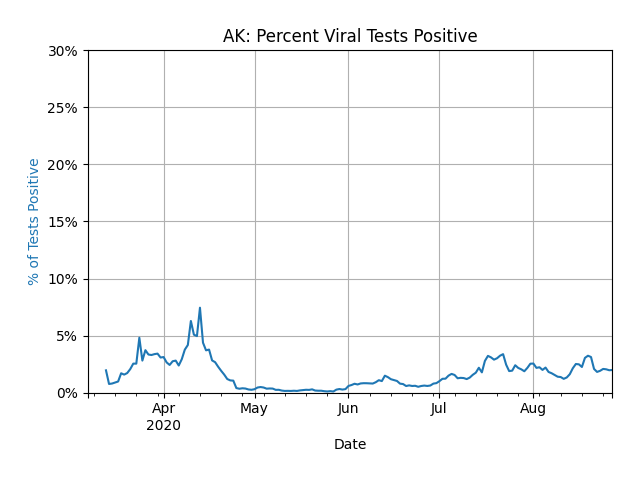 AK: Percent Viral Tests Positive
30%
25%
20%
15%
10%
5%
0%
% of Tests Positive
Apr
2020
May
Jun
Jul
Aug
Date